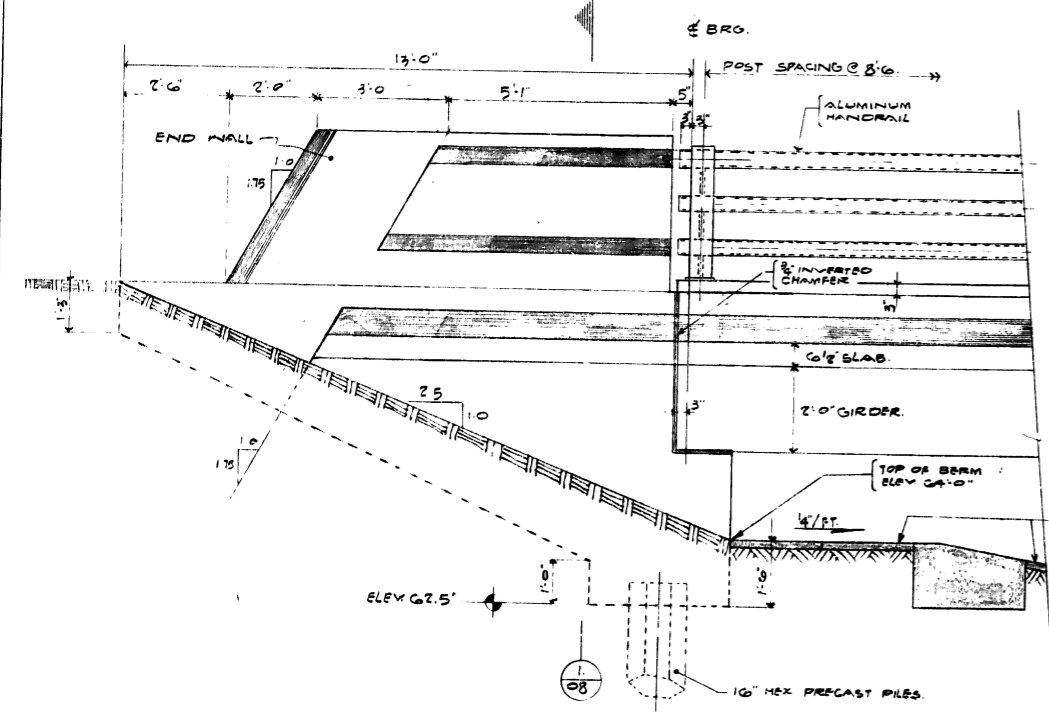 ℄ BRG.
13'-0"
POST SPACING @ 8'-6.
2'-6"
2'-0"
3'-0
5'-1"
5"
3"
3"
ALUMINUM
HANDRAIL
END WALL
1.0
1.75
3/4" INVERTED
CHAMFER
1'-3"
3"
6 1/2" SLAB.
2.5
1.0
3"
2'-0" GIRDER.
1.0
1.75
TOP OF BERM
ELEV. 64'-0"
1/4"/FT.
1'-0"
1'-9"
ELEV. 62.5'
1.
08
16" HEX PRECAST PILES.